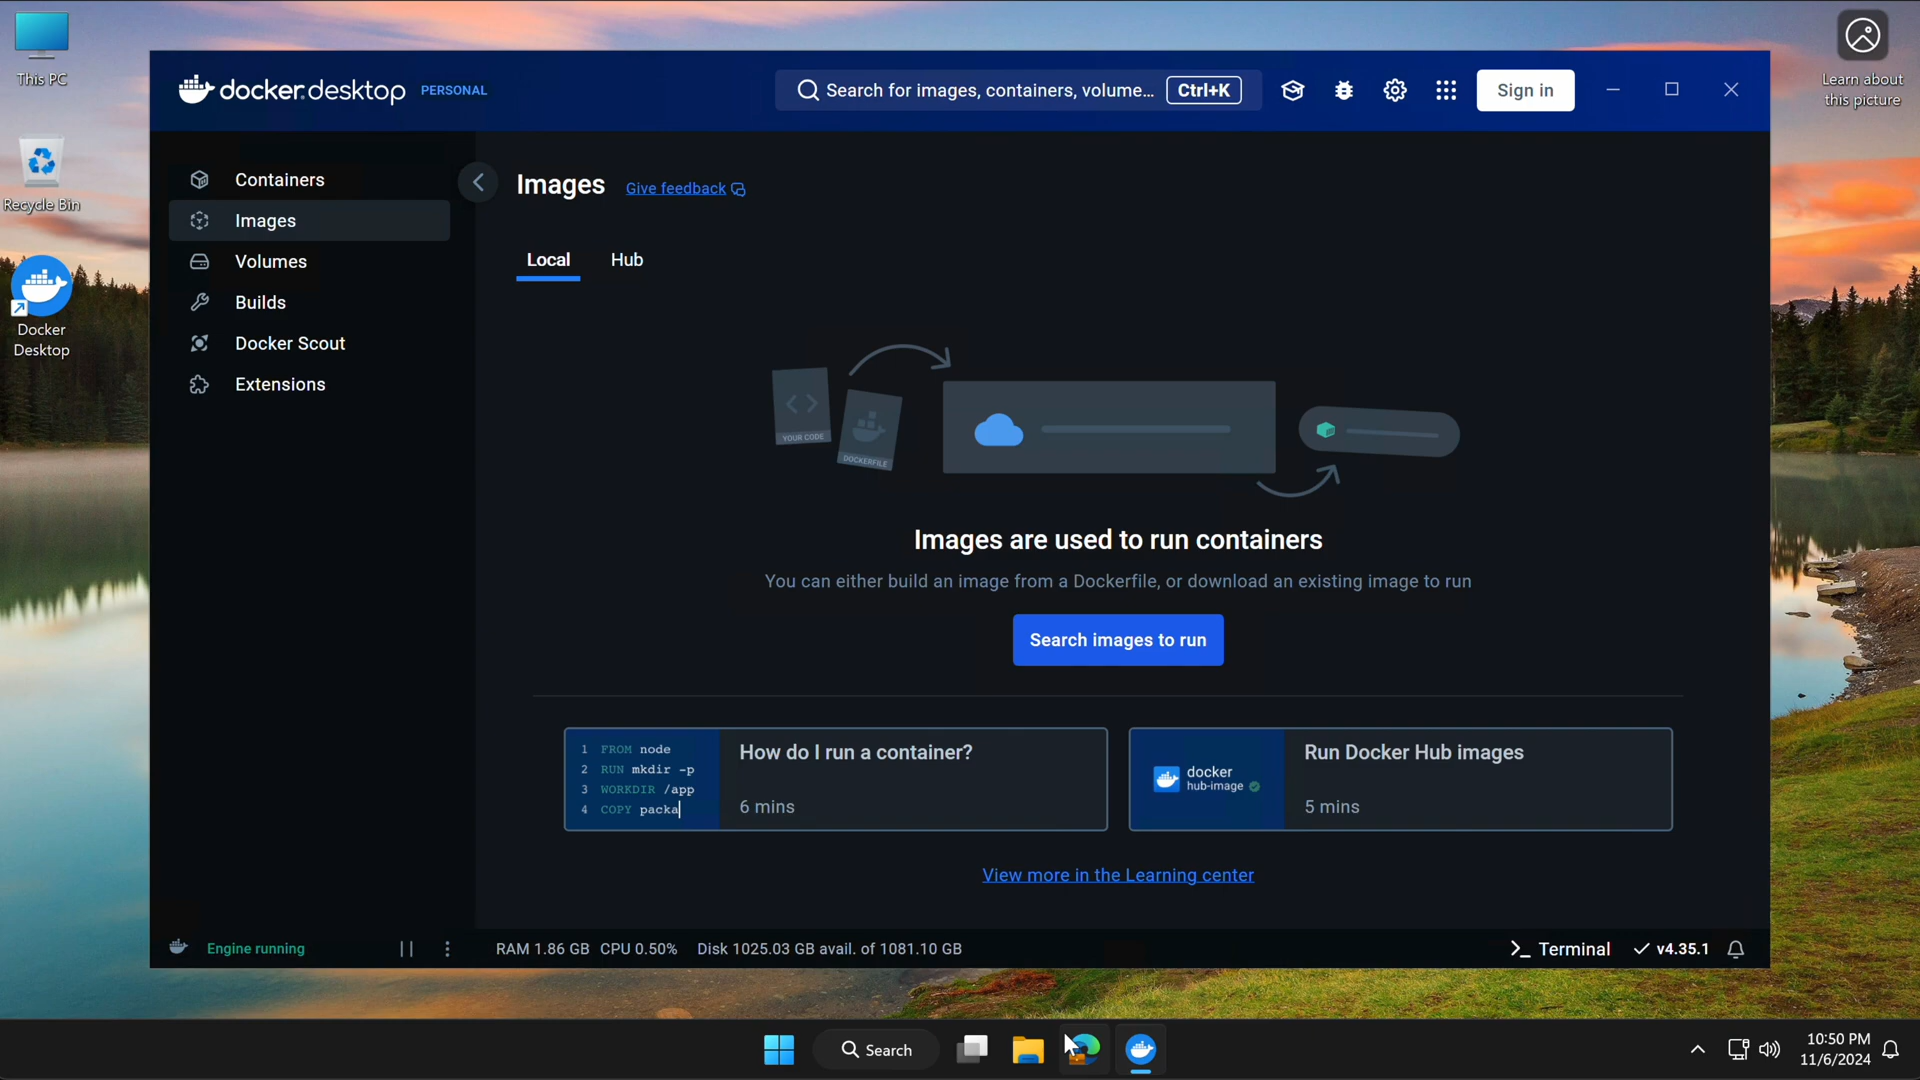 This PC
Recycle Bin
Docker
Desktop
Learn about
this picture
docker.desktop PERSONAL
Search for images, containers, volume... Ctrl+K
Sign in
Containers
Images
Volumes
Builds
Docker Scout
Extensions
Images Give feedback
Local Hub
YOUR CODE
DOCKERFILE
Images are used to run containers
You can either build an image from a Dockerfile, or download an existing image to run
Search images to run
1 FROM node
2 RUN mkdir -p
3 WORKDIR /app
4 COPY packa
How do I run a container?
6 mins
docker
hub-image
Run Docker Hub images
5 mins
View more in the Learning center
Engine running
RAM 1.86 GB CPU 0.50% Disk 1025.03 GB avail. of 1081.10 GB
Terminal v4.35.1
Search
10:50 PM
11/6/2024